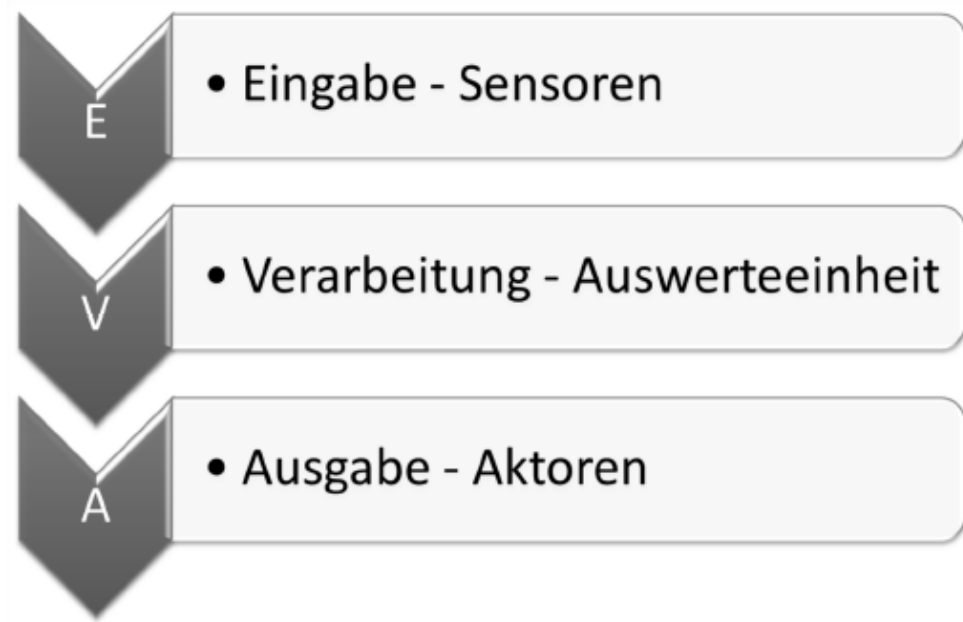 E
• Eingabe - Sensoren
V
• Verarbeitung - Auswerteeinheit
A
• Ausgabe - Aktoren